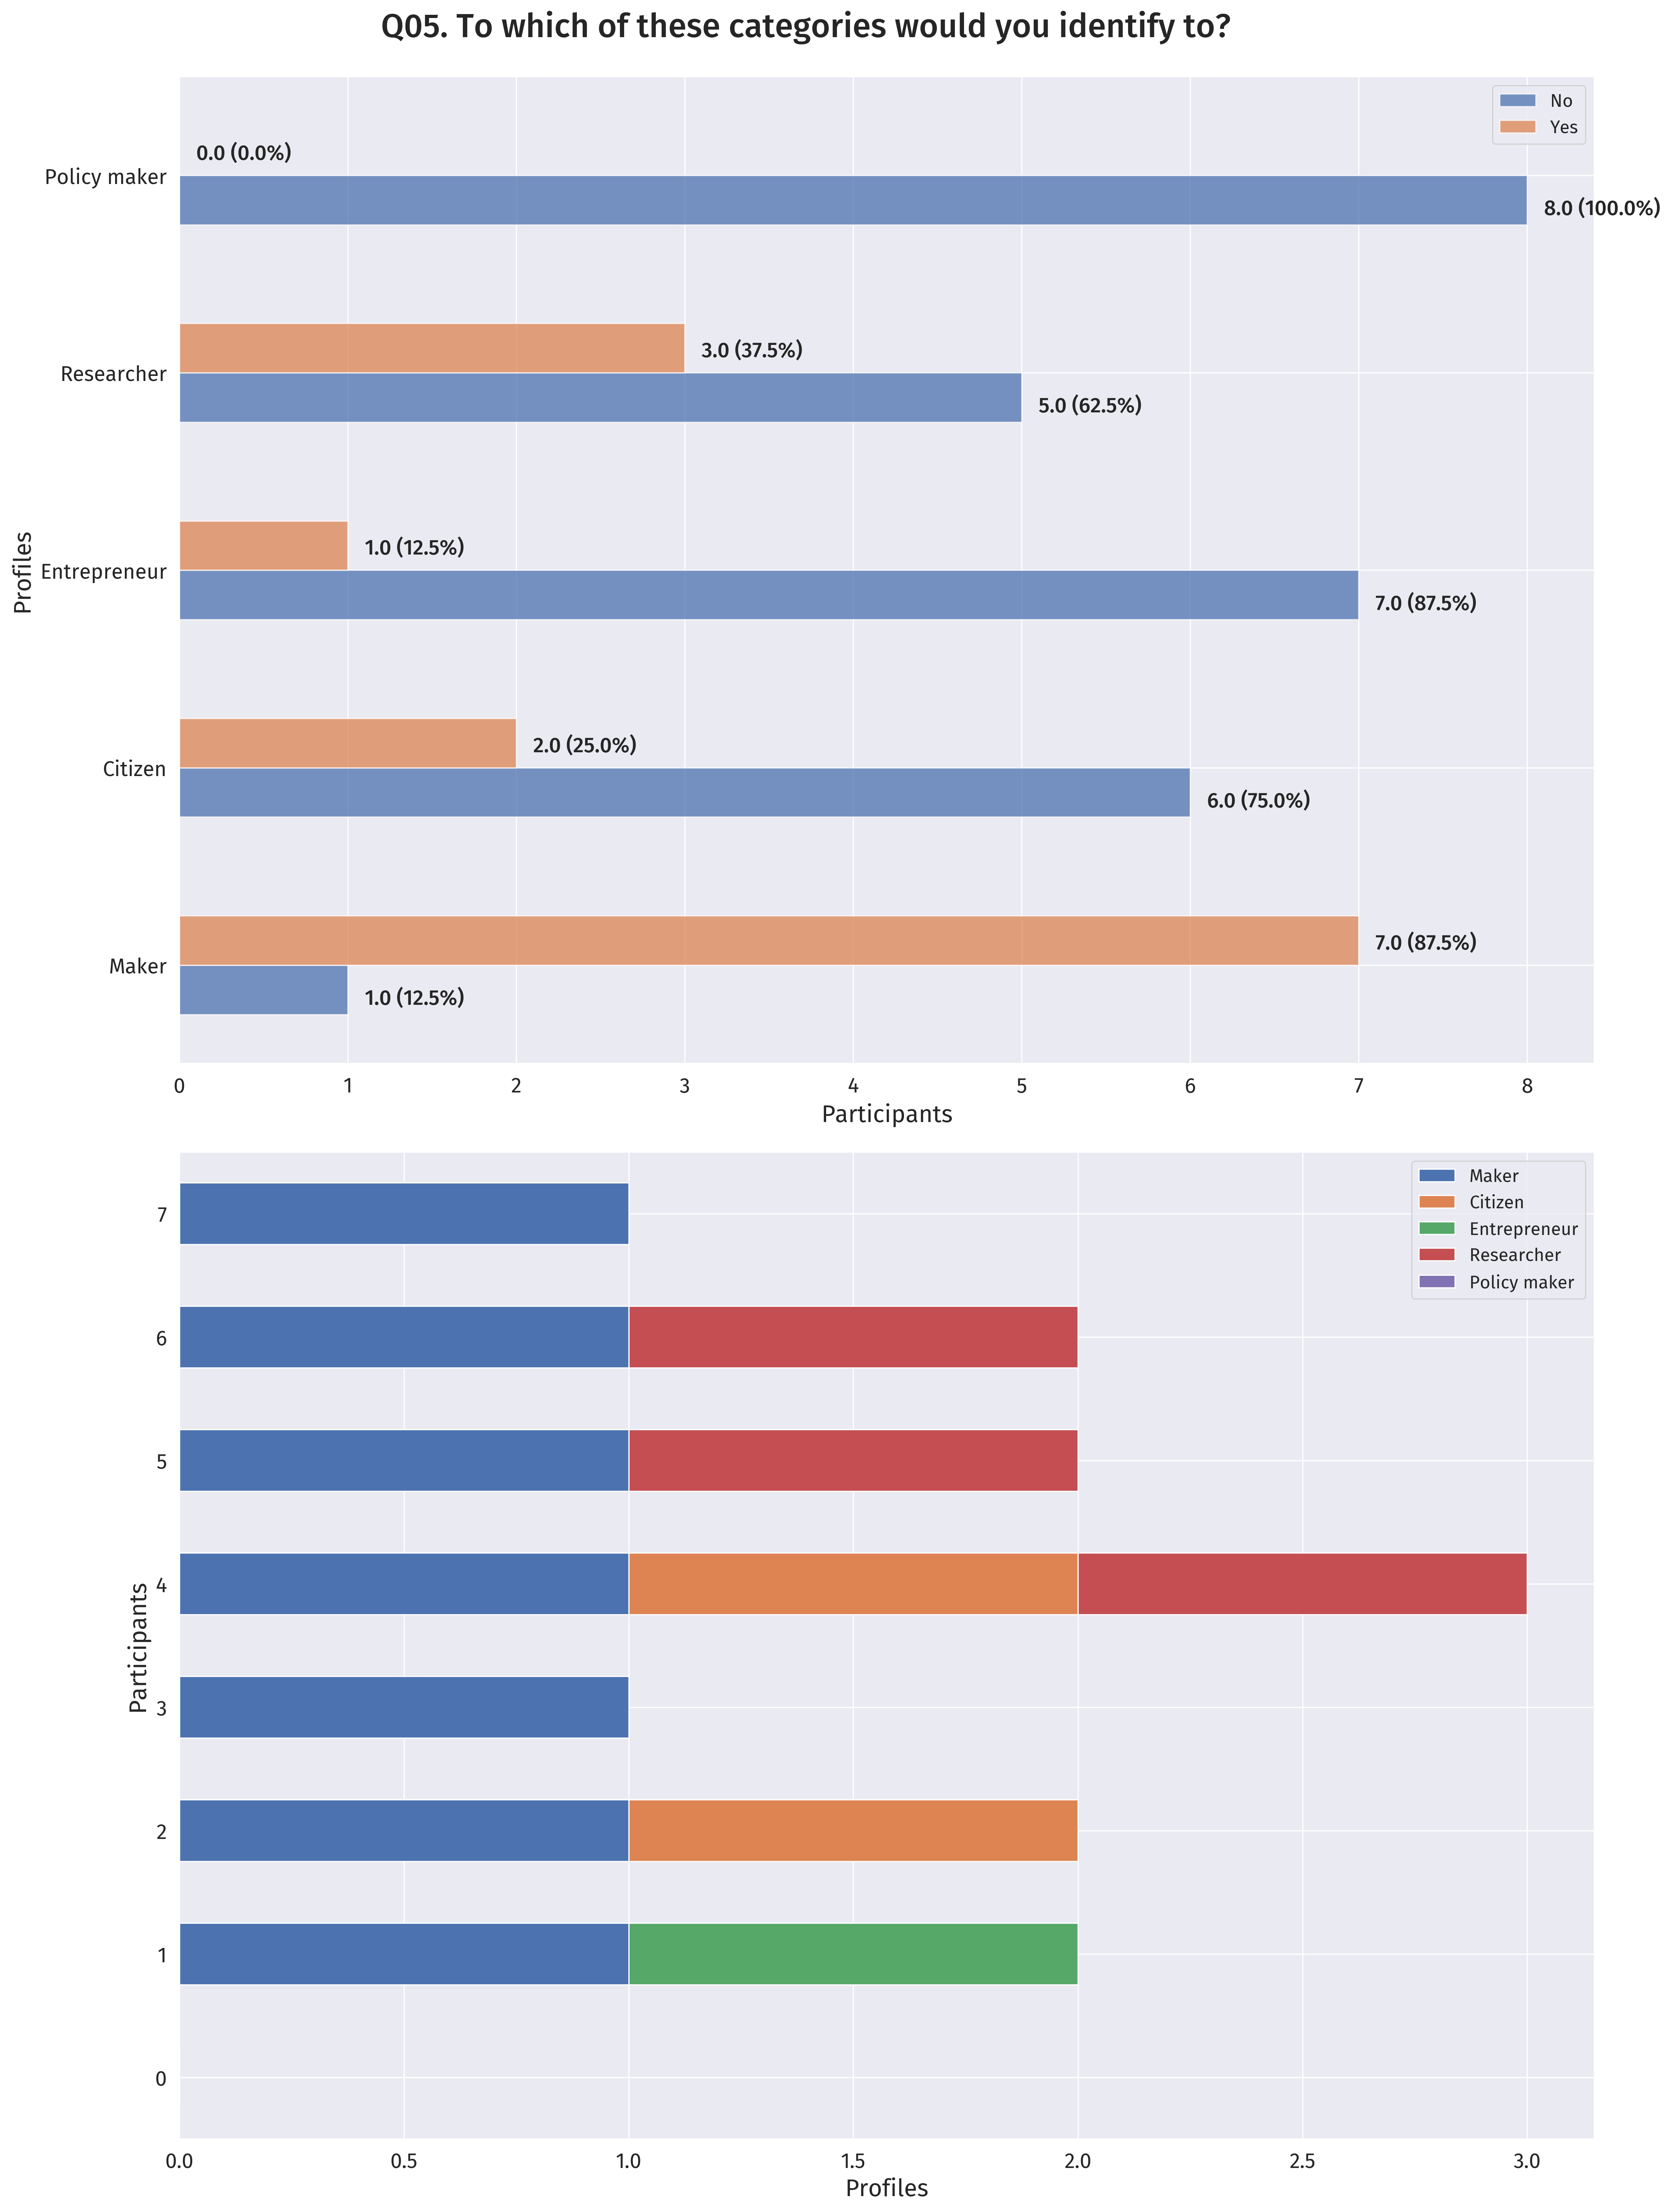 Q05. To which of these categories would you identify to?
No
Yes
0.0 (0.0%)
Policy maker
8.0 (100.0%)
3.0 (37.5%)
Researcher
5.0 (62.5%)
1.0 (12.5%)
Entrepreneur
7.0 (87.5%)
Profiles
2.0 (25.0%)
Citizen
6.0 (75.0%)
7.0 (87.5%)
Maker
1.0 (12.5%)
0 1 2 3 4 5 6 7 8
Participants
Maker
Citizen
Entrepreneur
Researcher
Policy maker
7
6
5
4
3
2
1
0
Participants
0.0 0.5 1.0 1.5 2.0 2.5 3.0
Profiles